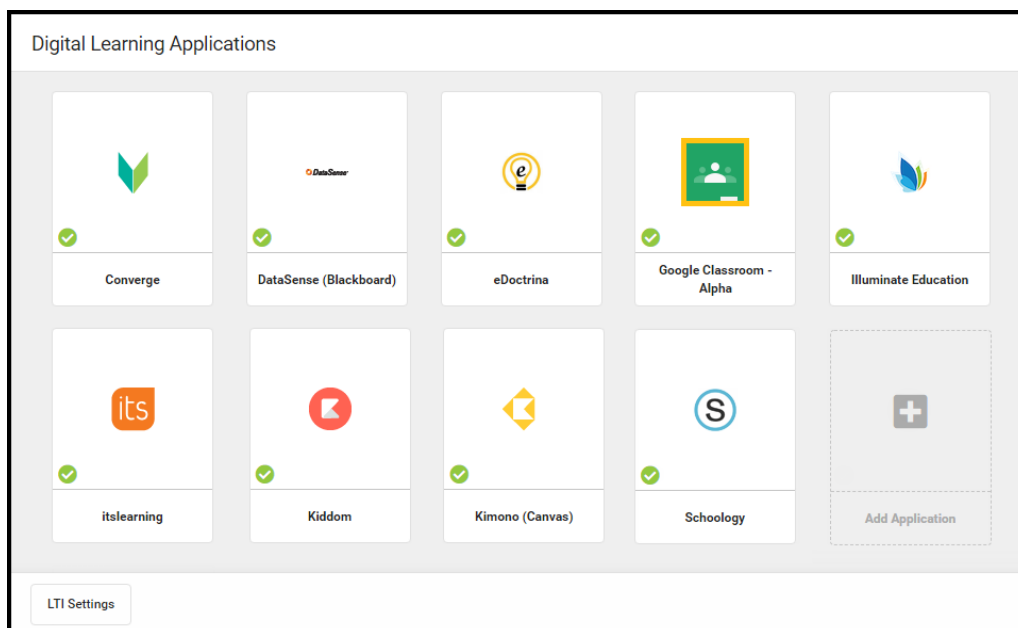 Digital Learning Applications
DataSense
e
Converge
DataSense (Blackboard)
eDoctrina
Google Classroom -
Alpha
Illuminate Education
its
K
S
itslearning
Kiddom
Kimono (Canvas)
Schoology
Add Application
LTI Settings